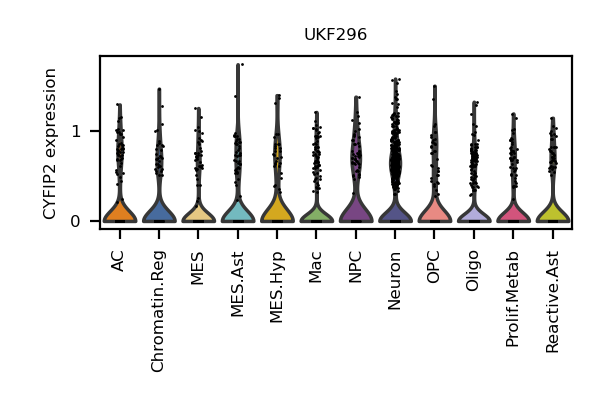 UKF296
CYFIP2 expression
1
0
AC
Chromatin.Reg
MES
MES.Ast
MES.Hyp
Mac
NPC
Neuron
OPC
Oligo
Prolif.Metab
Reactive.Ast